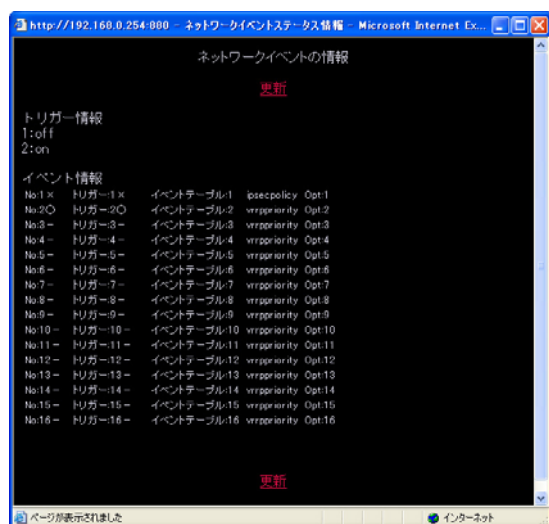 http://192.168.0.254:880 - ネットワークイベントステータス情報 - Microsoft Internet Ex...
ネットワークイベントの情報
更新
トリガー情報
1:off
2:on
イベント情報
No:1× トリガー:1× イベントテーブル:1 ipsecpolicy Opt:1
No:2○ トリガー:2○ イベントテーブル:2 vrrppriority Opt:2
No:3− トリガー:3− イベントテーブル:3 vrrppriority Opt:3
No:4− トリガー:4− イベントテーブル:4 vrrppriority Opt:4
No:5− トリガー:5− イベントテーブル:5 vrrppriority Opt:5
No:6− トリガー:6− イベントテーブル:6 vrrppriority Opt:6
No:7− トリガー:7− イベントテーブル:7 vrrppriority Opt:7
No:8− トリガー:8− イベントテーブル:8 vrrppriority Opt:8
No:9− トリガー:9− イベントテーブル:9 vrrppriority Opt:9
No:10− トリガー:10− イベントテーブル:10 vrrppriority Opt:10
No:11− トリガー:11− イベントテーブル:11 vrrppriority Opt:11
No:12− トリガー:12− イベントテーブル:12 vrrppriority Opt:12
No:13− トリガー:13− イベントテーブル:13 vrrppriority Opt:13
No:14− トリガー:14− イベントテーブル:14 vrrppriority Opt:14
No:15− トリガー:15− イベントテーブル:15 vrrppriority Opt:15
No:16− トリガー:16− イベントテーブル:16 vrrppriority Opt:16
更新
ページが表示されました インターネット